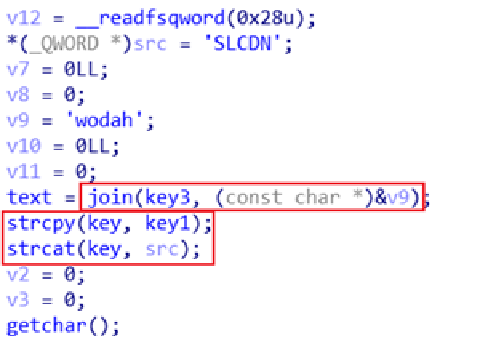 v12 = __readfsqword(0x28u);
*(_QWORD *)src = 'SLCDN';
v7 = 0LL;
v8 = 0;
v9 = 'wodah';
v10 = 0LL;
v11 = 0;
text = join(key3, (const char *)&v9);
strcpy(key, key1);
strcat(key, src);
v2 = 0;
v3 = 0;
getchar();